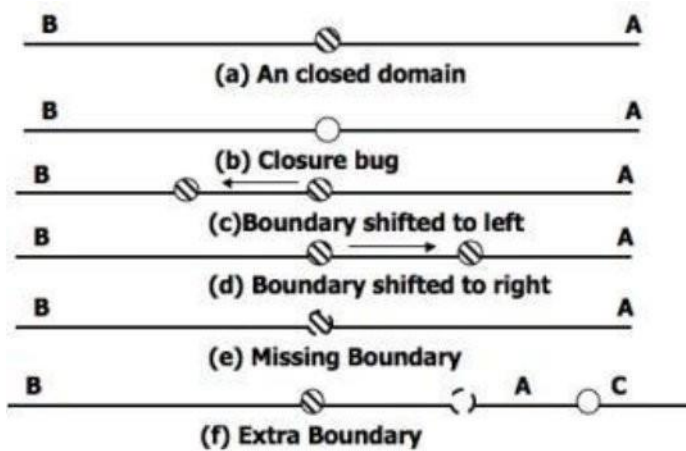 B A
(a) An closed domain
B A
(b) Closure bug
B A
(c)Boundary shifted to left
B A
(d) Boundary shifted to right
B A
(e) Missing Boundary
B A C
(f) Extra Boundary